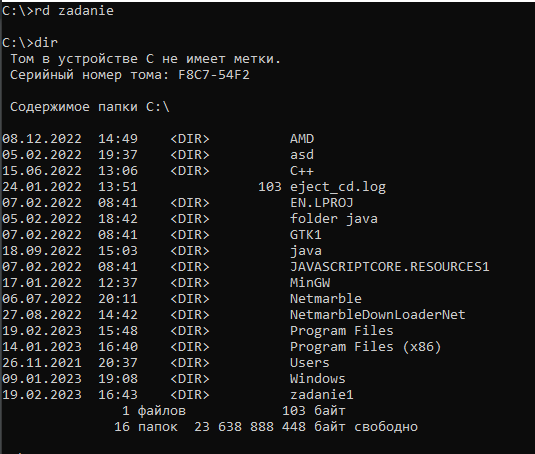 C:\>rd zadanie
C:\>dir
Том в устройстве C не имеет метки.
Серийный номер тома: F8C7-54F2
Содержимое папки C:\
08.12.2022  14:49    <DIR>          AMD
05.02.2022  19:37    <DIR>          asd
15.06.2022  13:06    <DIR>          C++
24.01.2022  13:51               103 eject_cd.log
07.02.2022  08:41    <DIR>          EN.LPROJ
05.02.2022  18:42    <DIR>          folder java
07.02.2022  08:41    <DIR>          GTK1
18.09.2022  15:03    <DIR>          java
07.02.2022  08:41    <DIR>          JAVASCRIPTCORE.RESOURCES1
17.01.2022  12:37    <DIR>          MinGW
06.07.2022  20:11    <DIR>          Netmarble
27.08.2022  14:42    <DIR>          NetmarbleDownLoaderNet
19.02.2023  15:48    <DIR>          Program Files
14.01.2023  16:40    <DIR>          Program Files (x86)
26.11.2021  20:37    <DIR>          Users
09.01.2023  19:08    <DIR>          Windows
19.02.2023  16:43    <DIR>          zadanie1
1 файлов            103 байт
16 папок  23 638 888 448 байт свободно